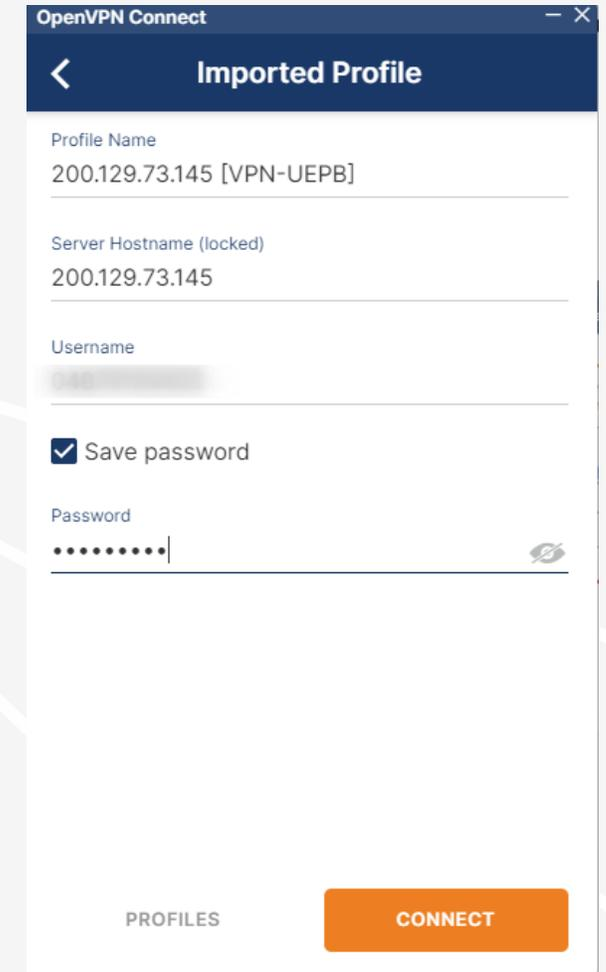 OpenVPN Connect
Imported Profile
Profile Name
200.129.73.145 [VPN-UEPB]
Server Hostname (locked)
200.129.73.145
Username
Save password
Password
•••••••••
PROFILES
CONNECT